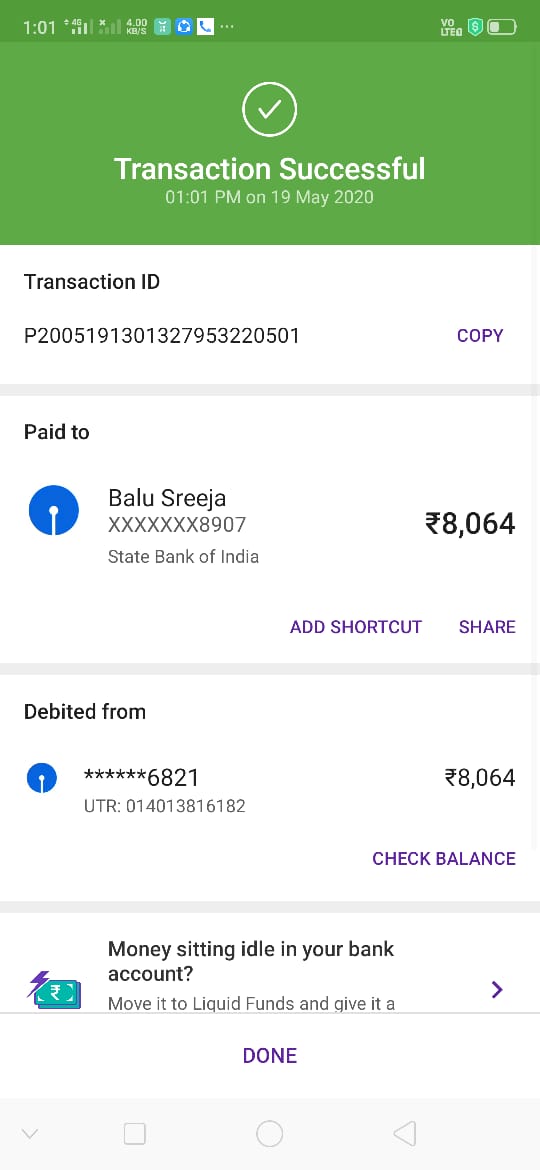 1:01 4G 4.00 KB/S ... VO LTE
Transaction Successful
01:01 PM on 19 May 2020
Transaction ID
P2005191301327953220501 COPY
Paid to
Balu Sreeja
XXXXXXX8907 ₹8,064
State Bank of India
ADD SHORTCUT SHARE
Debited from
******6821 ₹8,064
UTR: 014013816182
CHECK BALANCE
Money sitting idle in your bank
account?
Move it to Liquid Funds and give it a
DONE